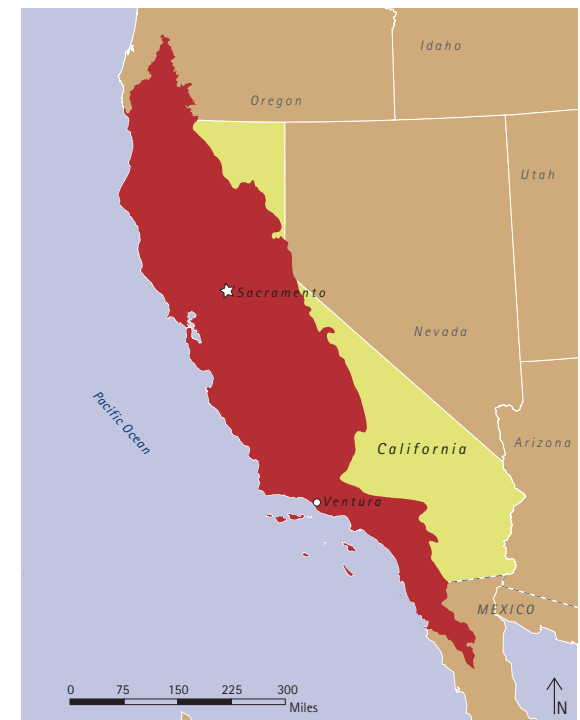 Idaho
Oregon
Utah
Sacramento
Nevada
Pacific Ocean
Arizona
California
Ventura
MEXICO
0 75 150 225 300
Miles
N